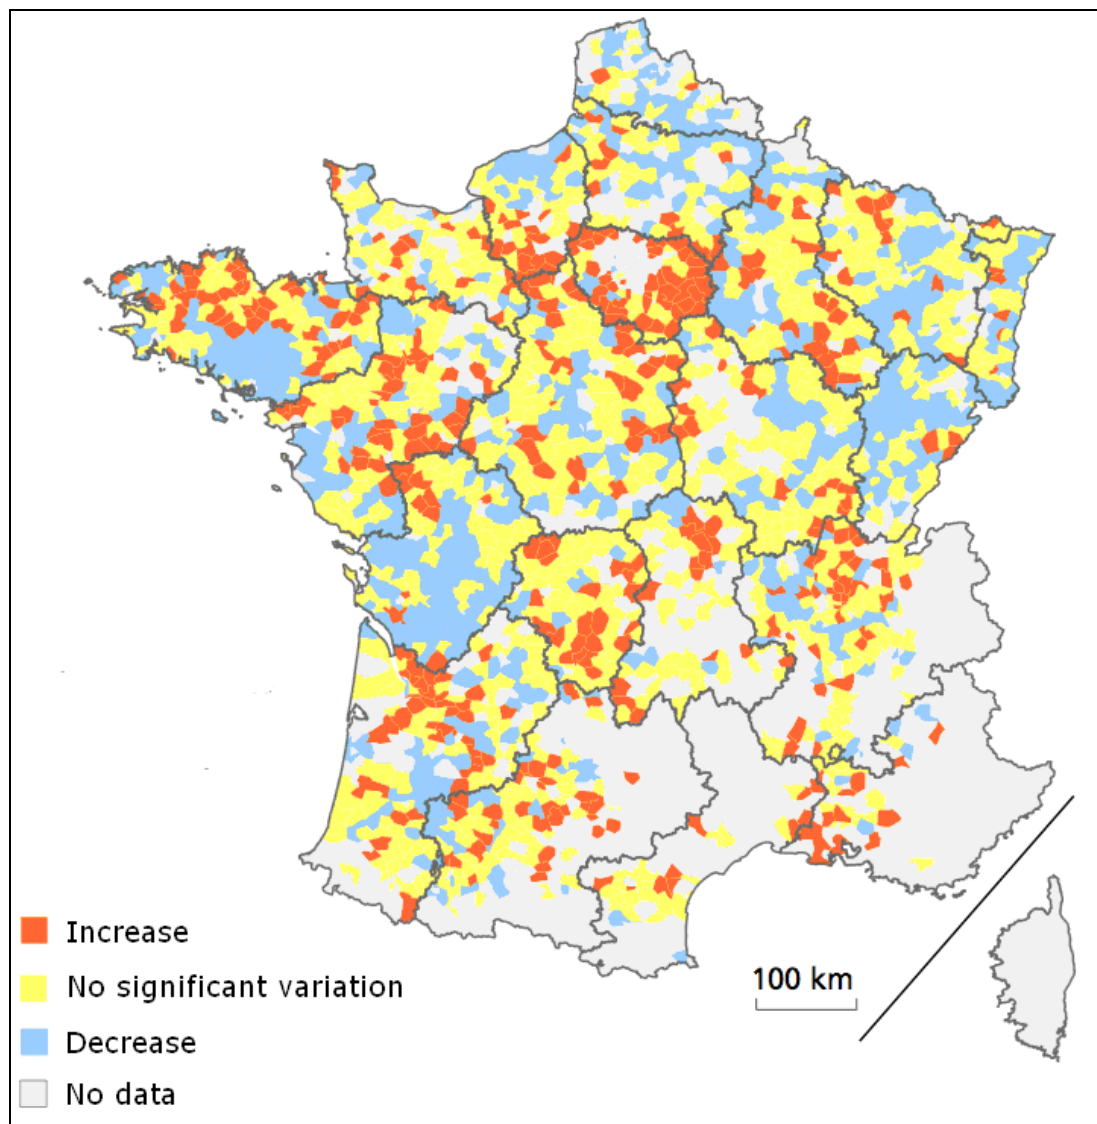 100 km
Increase
No significant variation
Decrease
No data